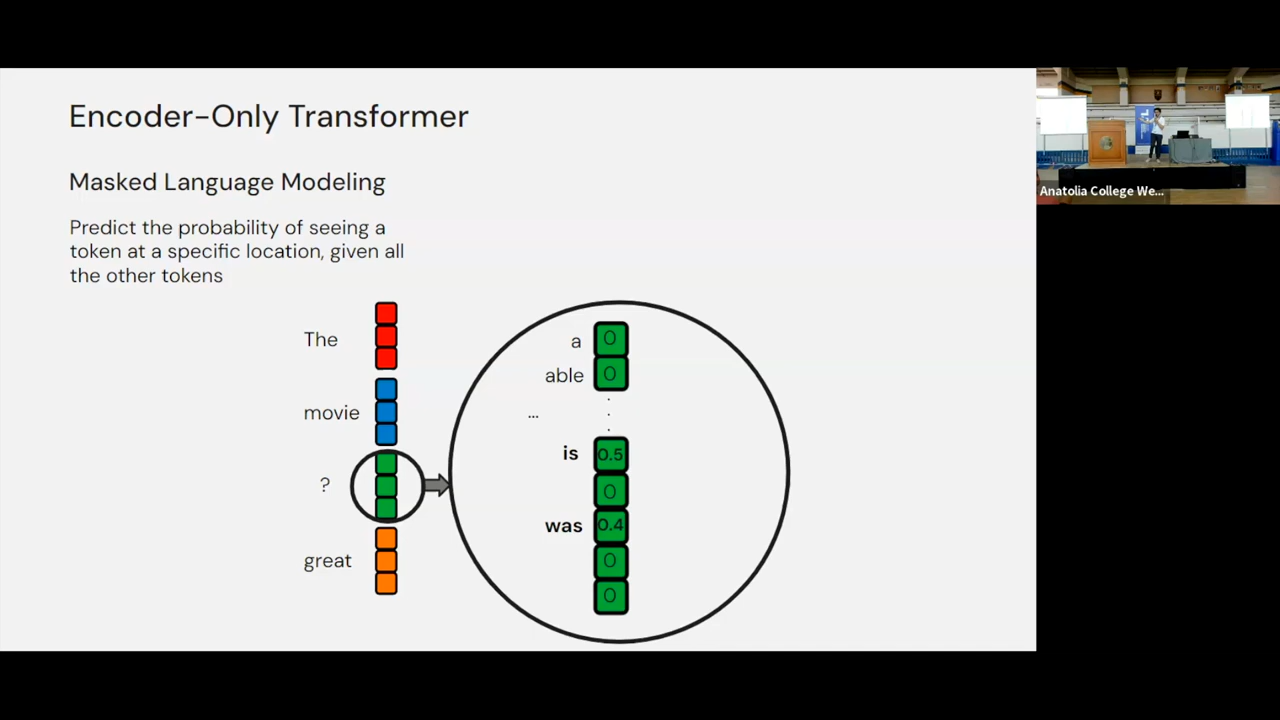 Encoder-Only Transformer
Masked Language Modeling
Predict the probability of seeing a
token at a specific location, given all
the other tokens
The
movie
?
great
a 0
able 0
...
is 0.5
0
was 0.4
0
0
Anatolia College We...